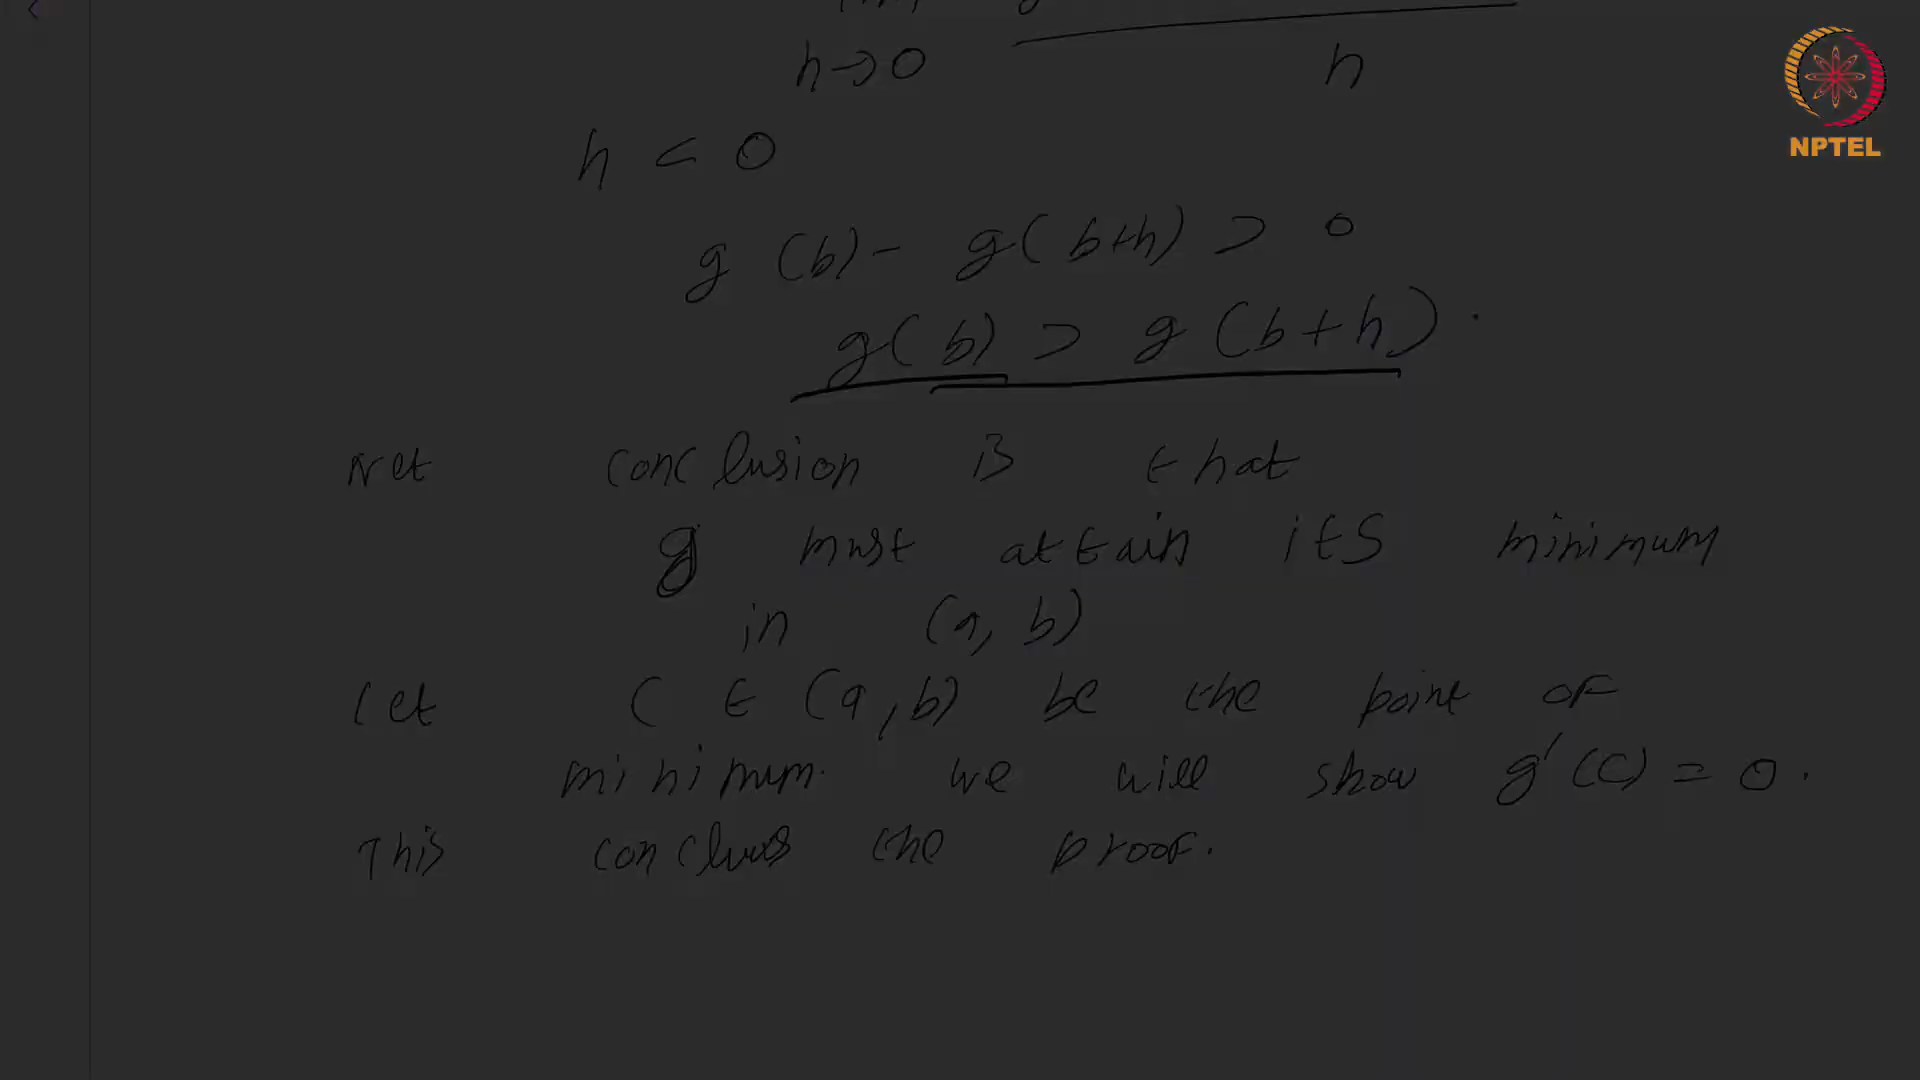 h→0 h
NPTEL
h < 0
g (b) - g(b+h) > 0
g(b) > g(b+h).
Net conclusion is that
g must attain its minimum
in (a, b)
Let C ∈ (a, b) be the point of
minimum. we will show g'(c) = 0.
This the proof.